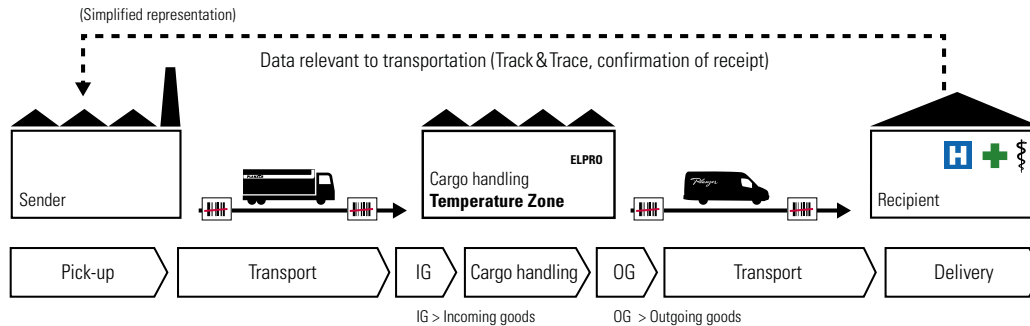 (Simplified representation)
Data relevant to transportation (Track & Trace, confirmation of receipt)
ELPRO
Sender
Cargo handling
Temperature Zone
Recipient
H
Pick-up
Transport
IG
Cargo handling
OG
Transport
Delivery
IG > Incoming goods
OG > Outgoing goods